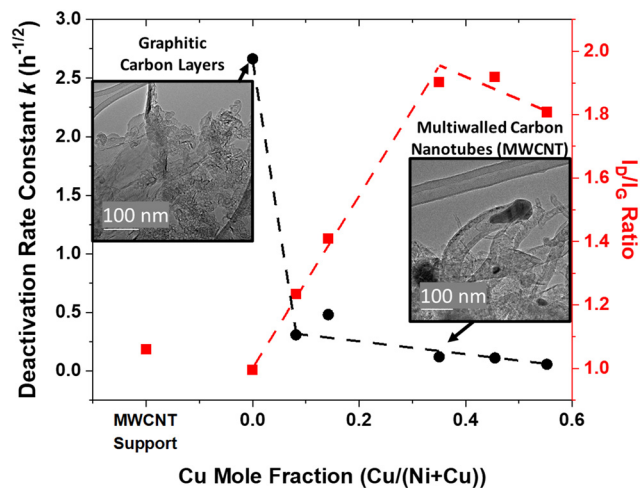 Deactivation Rate Constant k (h-1/2)
3.0
2.5
2.0
1.5
1.0
0.5
0.0
Graphitic
Carbon Layers
100 nm
Multiwalled Carbon
Nanotubes (MWCNT)
100 nm
2.0
1.8
1.6
1.4
1.2
1.0
ID/IG Ratio
MWCNT
Support
0.0
0.2
0.4
0.6
Cu Mole Fraction (Cu/(Ni+Cu))